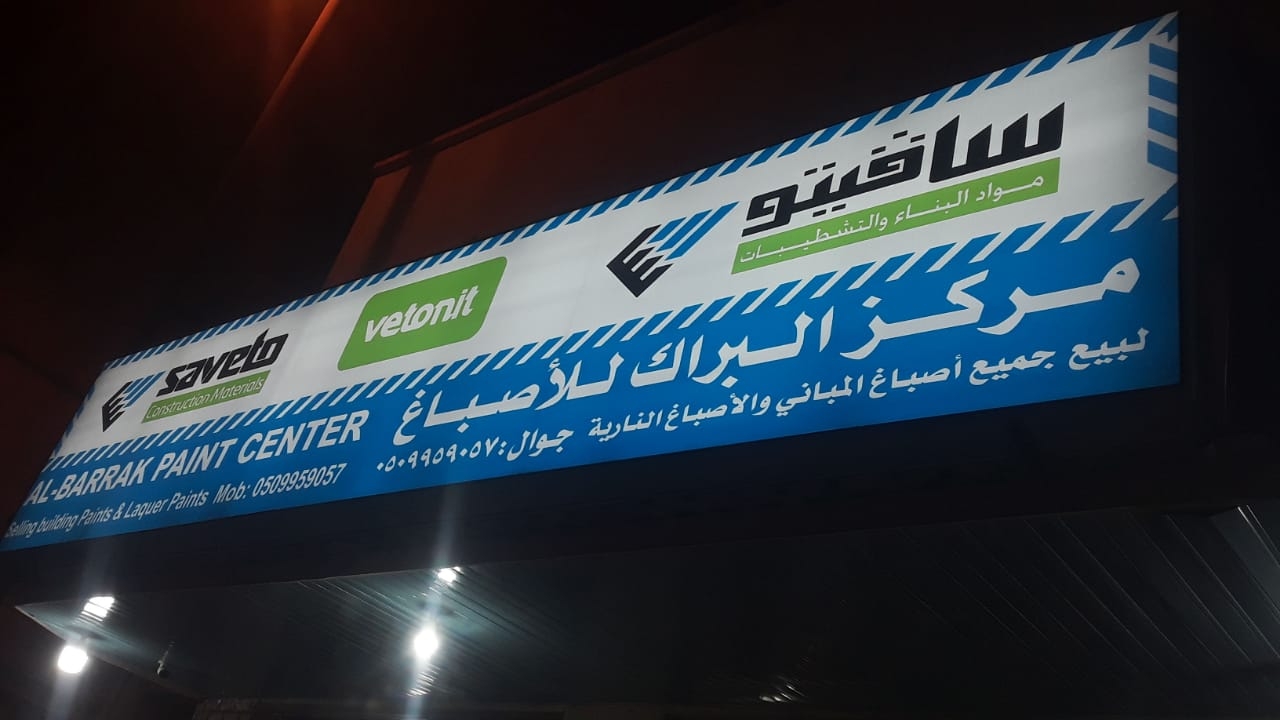 سافيتو
مواد البناء والتشطيبات
vetonit
saveto
Construction Materials
مركز البراك للأصباغ
لبيع جميع أصباغ المباني والأصباغ النارية جوال: ٠٥٠٩٩٥٩٠٥٧
AL-BARRAK PAINT CENTER
Selling building Paints & Laquer Paints Mob: 0509959057